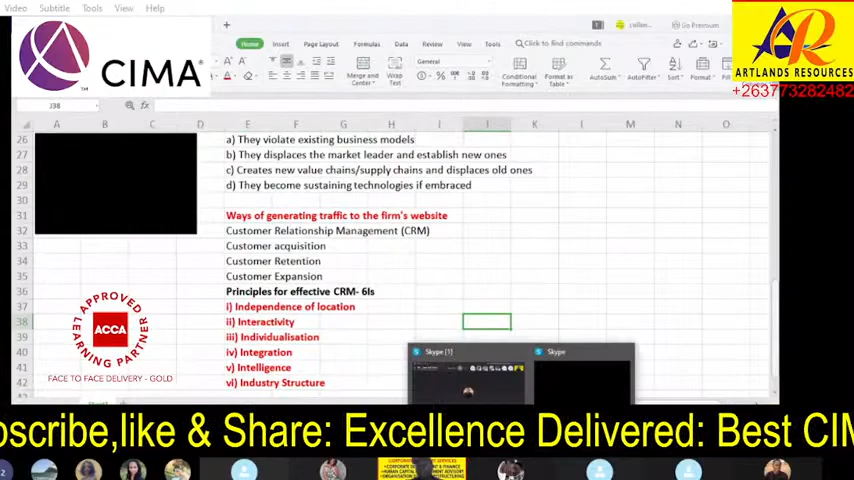 Video Subtitle Tools View Help
Home Insert Page Layout Formulas Data Review View Tools Click to find commands
Go Premium
CIMA
ARTLANDS RESOURCES
+263773282482
General
Merge and Center Wrap Text Conditional Formatting Format as Table AutoSum AutoFilter Sort Format
J38 fx
A B C D E F G H I K M N O
26 a) They violate existing business models
27 b) They displaces the market leader and establish new ones
28 c) Creates new value chains/supply chains and displaces old ones
29 d) They become sustaining technologies if embraced
30
31 Ways of generating traffic to the firm's website
32 Customer Relationship Management (CRM)
33 Customer acquisition
34 Customer Retention
35 Customer Expansion
36 Principles for effective CRM- 6Is
37 i) Independence of location
38 ii) Interactivity
39 iii) Individualisation
40 iv) Integration
41 v) Intelligence
42 vi) Industry Structure
APPROVED LEARNING PARTNER
ACCA
FACE TO FACE DELIVERY - GOLD
Skype [1] Skype
bscribe,like & Share: Excellence Delivered: Best CIM